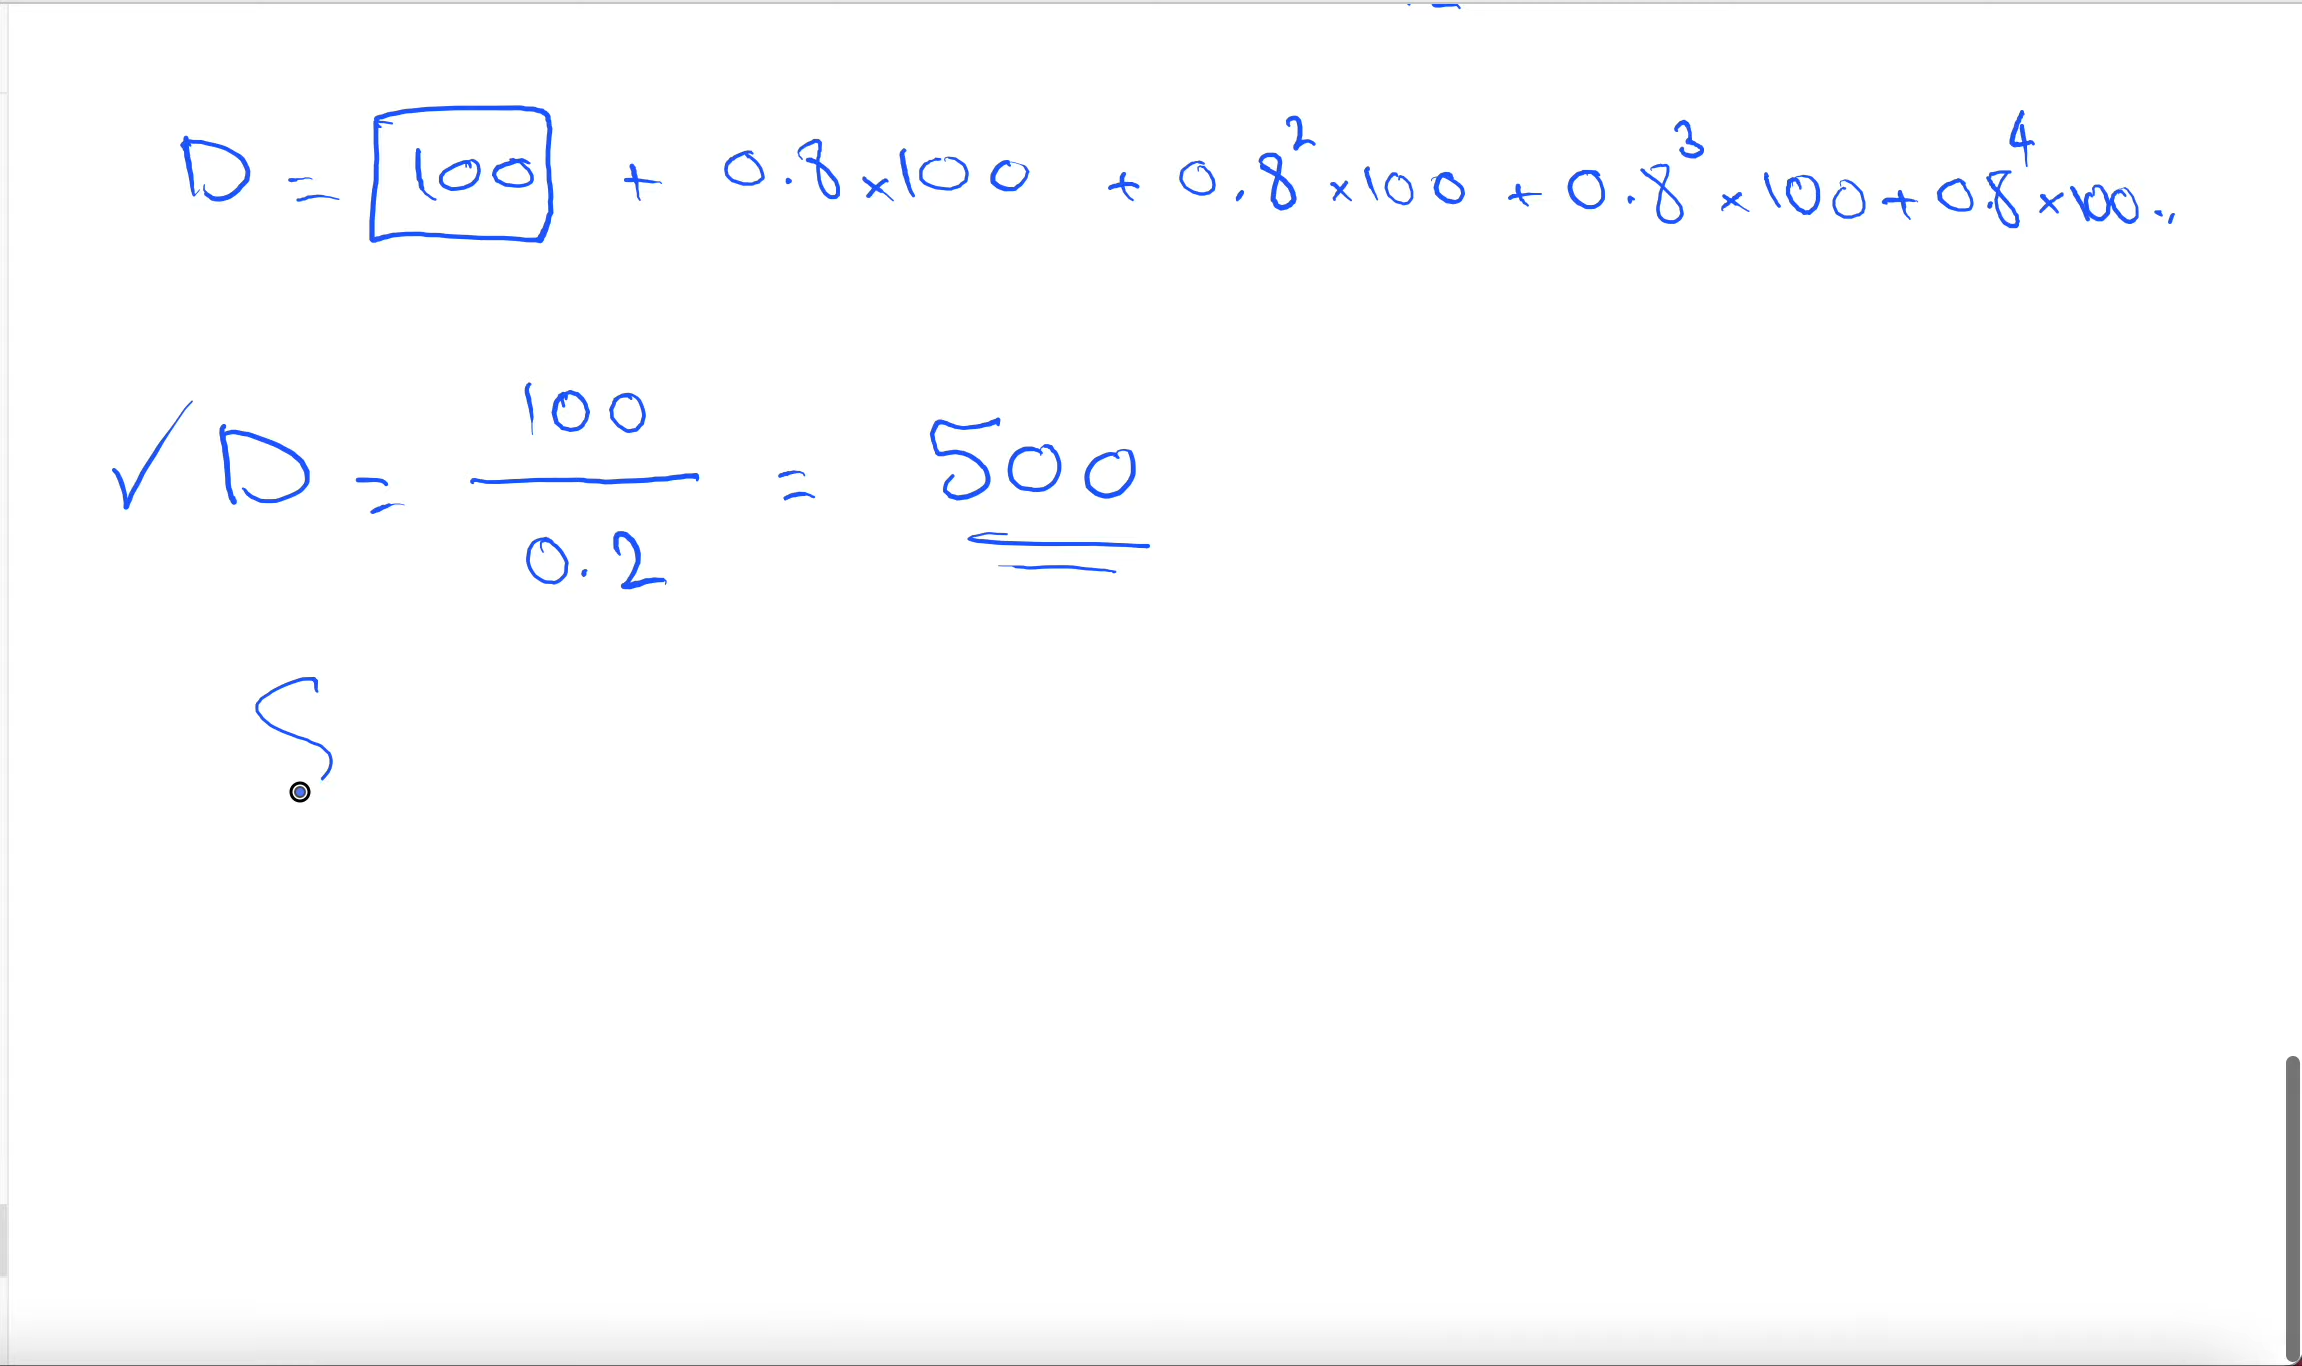 D = 100 + 0.8 × 100 + 0.8² × 100 + 0.8³ × 100 + 0.8⁴ × 100..
✓ D = 100 / 0.2 = 500
S